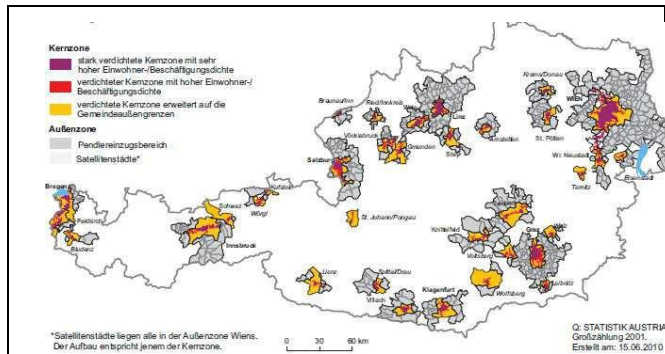 Kernzone
stark verdichtete Kernzone mit sehr
hoher Einwohner-/Beschäftigungsdichte
verdichteter Kernzone mit hoher Einwohner-/
Beschäftigungsdichte
verdichtete Kernzone erweitert auf die
Gemeindeaußengrenzen
Außenzone
Pendlereinzugsbereich
Satellitenstädte*
Krems/Donau
WIEN
Braunau/Inn
Ried/Innkreis
Linz
Vöcklabruck
Amstetten
St. Pölten
Gmunden
Steyr
Salzburg
Wr. Neustadt
Eisenstadt
Ternitz
Bregenz
Kufstein
Schwaz
Wörgl
Feldkirch
St. Johann/Pongau
Bludenz
Innsbruck
Knittelfeld
Graz
Voitsberg
Leibnitz
Lienz
Spittal/Drau
Wolfsberg
Villach
Klagenfurt
*Satellitenstädte liegen alle in der Außenzone Wiens.
Der Aufbau entspricht jenem der Kernzone.
0 30 60 km
Q: STATISTIK AUSTRIA
Großzählung 2001.
Erstellt am: 15.06.2010.